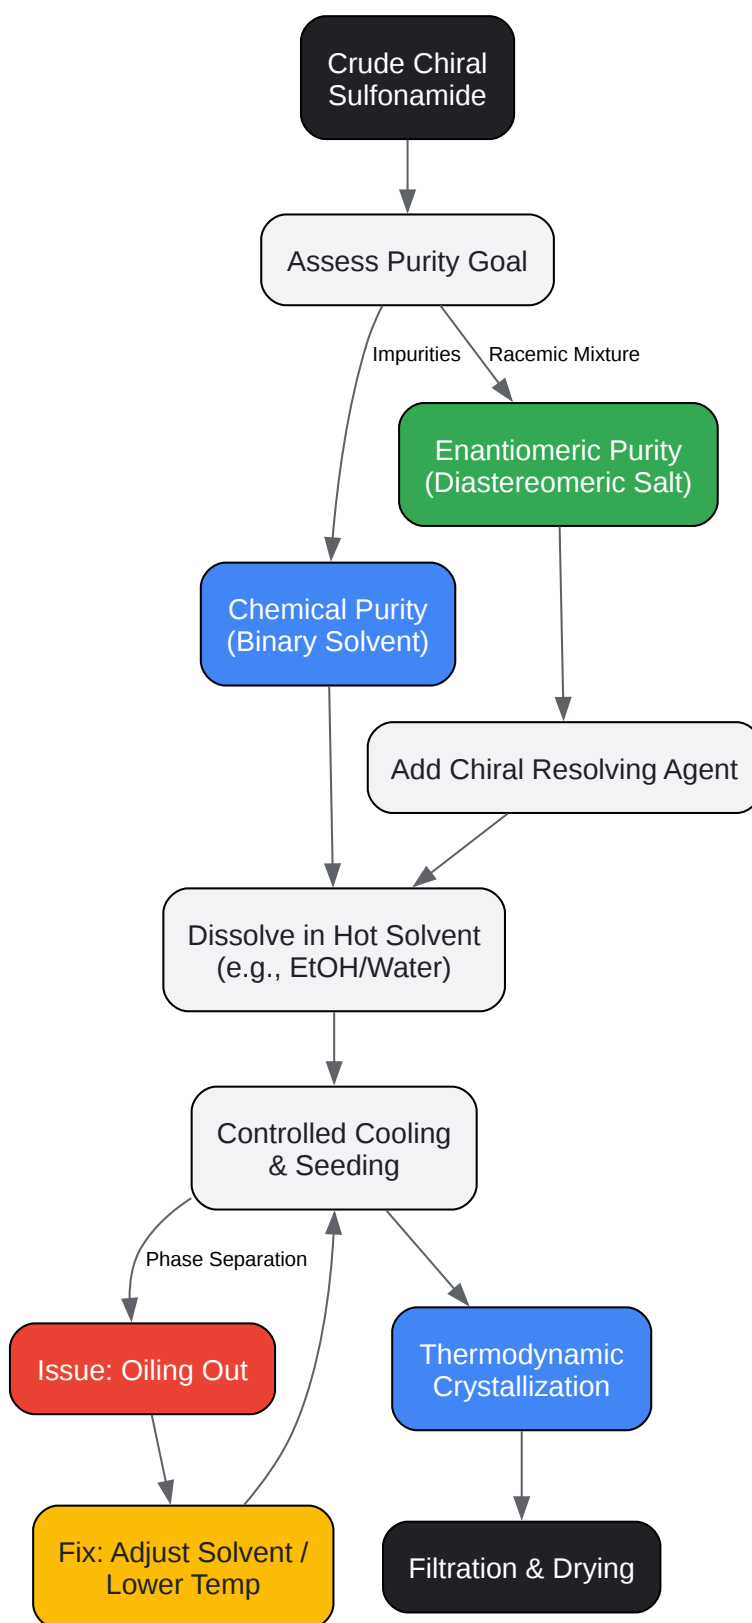 Crude Chiral
Sulfonamide
Assess Purity Goal
Impurities
Racemic Mixture
Enantiomeric Purity
(Diastereomeric Salt)
Chemical Purity
(Binary Solvent)
Add Chiral Resolving Agent
Dissolve in Hot Solvent
(e.g., EtOH/Water)
Controlled Cooling
& Seeding
Phase Separation
Issue: Oiling Out
Thermodynamic
Crystallization
Fix: Adjust Solvent /
Lower Temp
Filtration & Drying